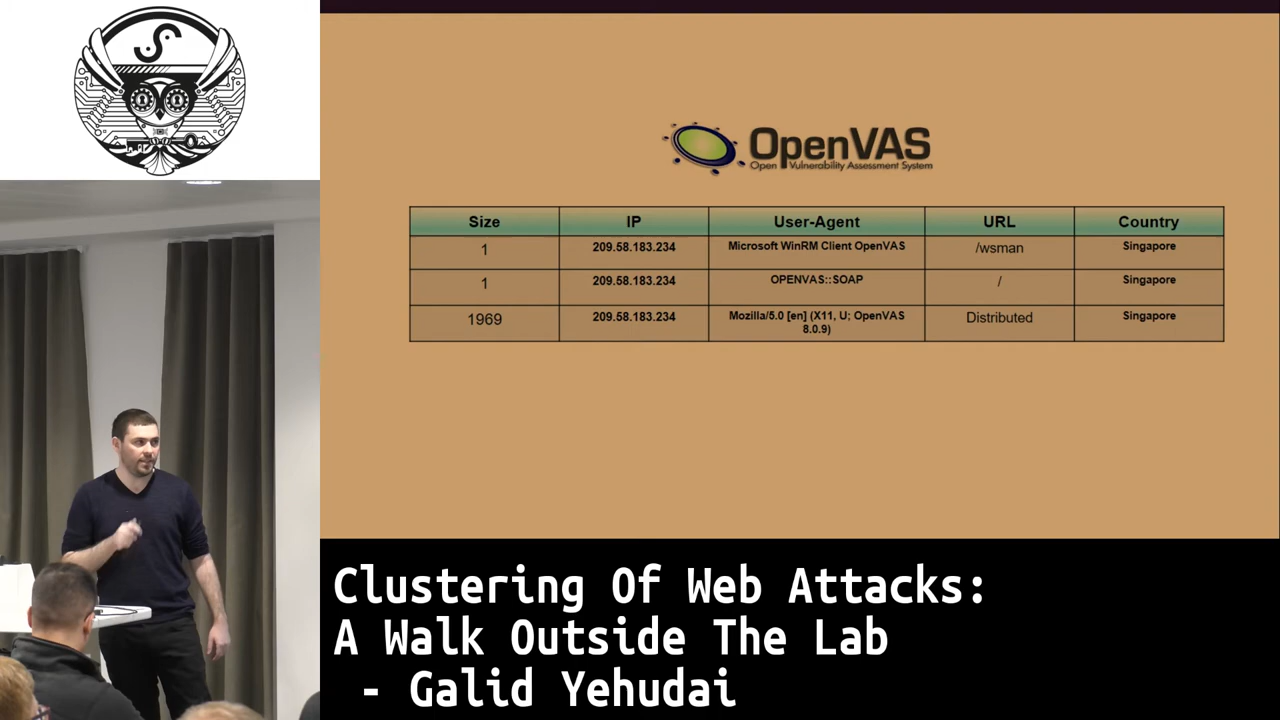 OpenVAS
Open Vulnerability Assessment System
Size IP User-Agent URL Country
1 209.58.183.234 Microsoft WinRM Client OpenVAS /wsman Singapore
1 209.58.183.234 OPENVAS::SOAP / Singapore
1969 209.58.183.234 Mozilla/5.0 [en] (X11, U; OpenVAS 8.0.9) Distributed Singapore
Clustering Of Web Attacks:
A Walk Outside The Lab
- Galid Yehudai